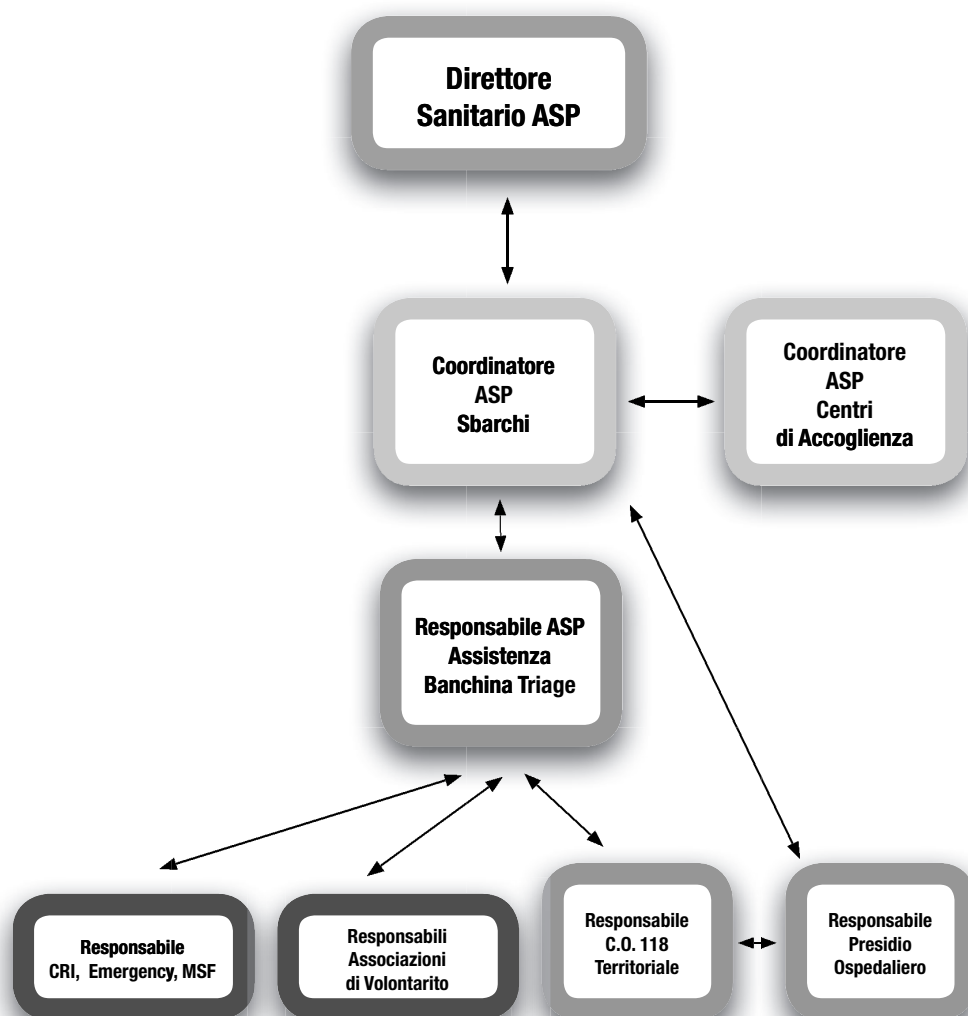 Direttore
Sanitario ASP
Coordinatore
ASP
Sbarchi
Coordinatore
ASP
Centri
di Accoglienza
Responsabile ASP
Assistenza
Banchina Triage
Responsabile
CRI, Emergency, MSF
Responsabili
Associazioni
di Volontarito
Responsabile
C.O. 118
Territoriale
Responsabile
Presidio
Ospedaliero